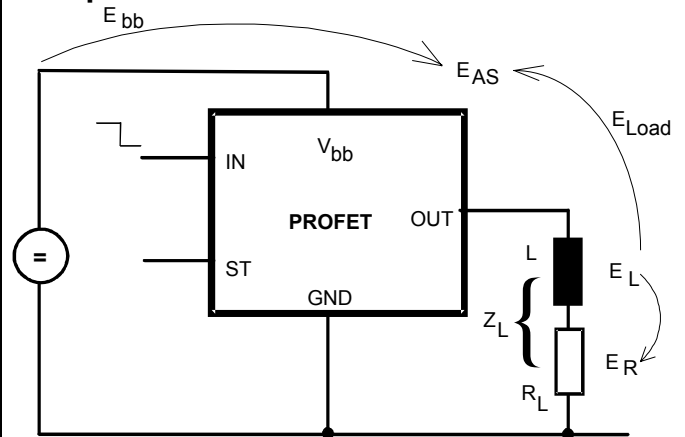 E bb
E AS
E Load
V bb
IN
PROFET
OUT
L
E L
=
ST
GND
Z L
{
E R
R L